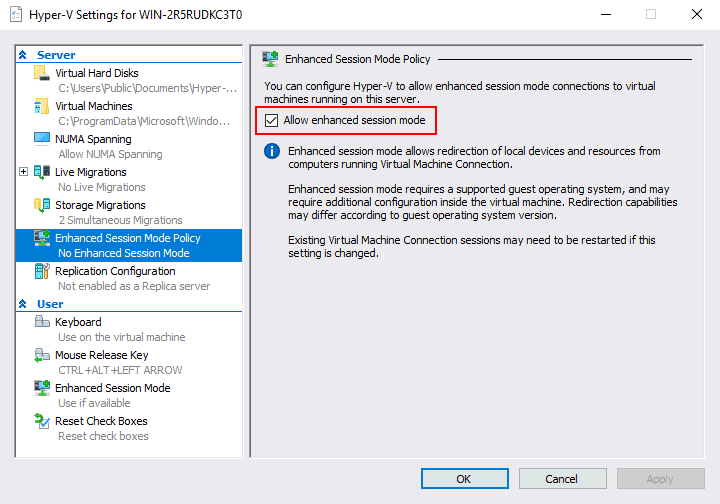 Hyper-V Settings for WIN-2R5RUDKC3T0
Server
Virtual Hard Disks
C:\Users\Public\Documents\Hyper-...
Virtual Machines
C:\ProgramData\Microsoft\Windo...
NUMA Spanning
Allow NUMA Spanning
Live Migrations
No Live Migrations
Storage Migrations
2 Simultaneous Migrations
Enhanced Session Mode Policy
No Enhanced Session Mode
Replication Configuration
Not enabled as a Replica server
User
Keyboard
Use on the virtual machine
Mouse Release Key
CTRL+ALT+LEFT ARROW
Enhanced Session Mode
Use if available
Reset Check Boxes
Reset check boxes
Enhanced Session Mode Policy
You can configure Hyper-V to allow enhanced session mode connections to virtual
machines running on this server.
Allow enhanced session mode
Enhanced session mode allows redirection of local devices and resources from
computers running Virtual Machine Connection.
Enhanced session mode requires a supported guest operating system, and may
require additional configuration inside the virtual machine. Redirection capabilities
may differ according to guest operating system version.
Existing Virtual Machine Connection sessions may need to be restarted if this
setting is changed.
OK
Cancel
Apply